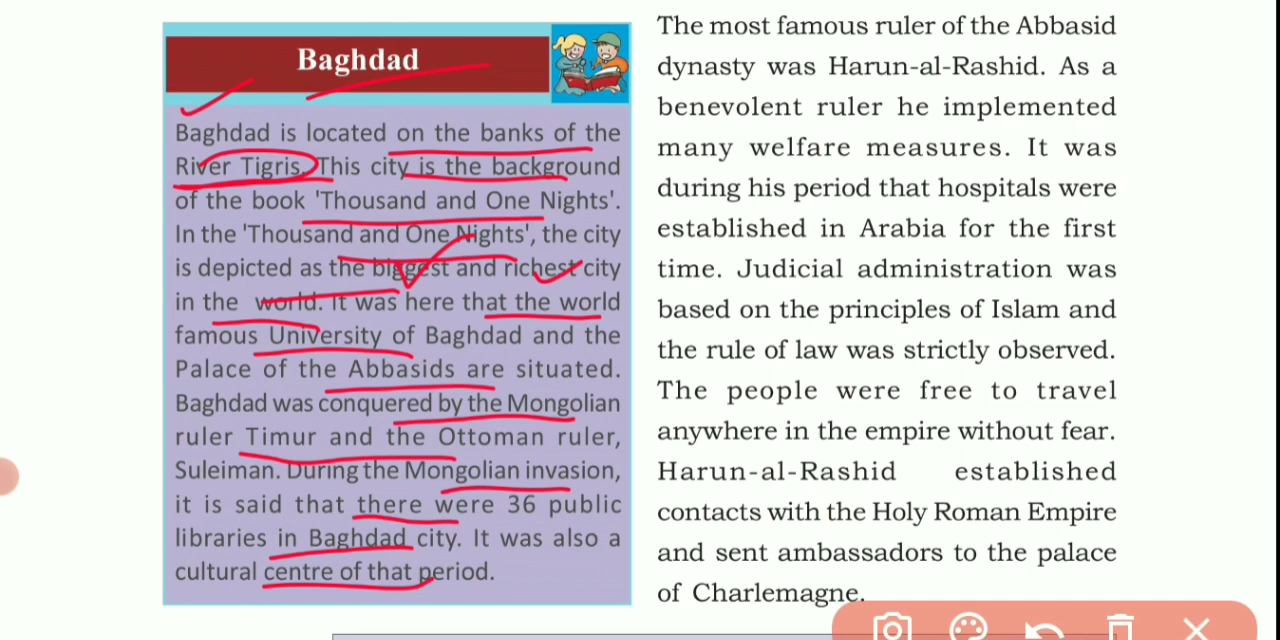 Baghdad
Baghdad is located on the banks of the
River Tigris. This city is the background
of the book 'Thousand and One Nights'.
In the 'Thousand and One Nights', the city
is depicted as the biggest and richest city
in the world. It was here that the world
famous University of Baghdad and the
Palace of the Abbasids are situated.
Baghdad was conquered by the Mongolian
ruler Timur and the Ottoman ruler,
Suleiman. During the Mongolian invasion,
it is said that there were 36 public
libraries in Baghdad city. It was also a
cultural centre of that period.
The most famous ruler of the Abbasid
dynasty was Harun-al-Rashid. As a
benevolent ruler he implemented
many welfare measures. It was
during his period that hospitals were
established in Arabia for the first
time. Judicial administration was
based on the principles of Islam and
the rule of law was strictly observed.
The people were free to travel
anywhere in the empire without fear.
Harun-al-Rashid established
contacts with the Holy Roman Empire
and sent ambassadors to the palace
of Charlemagne.